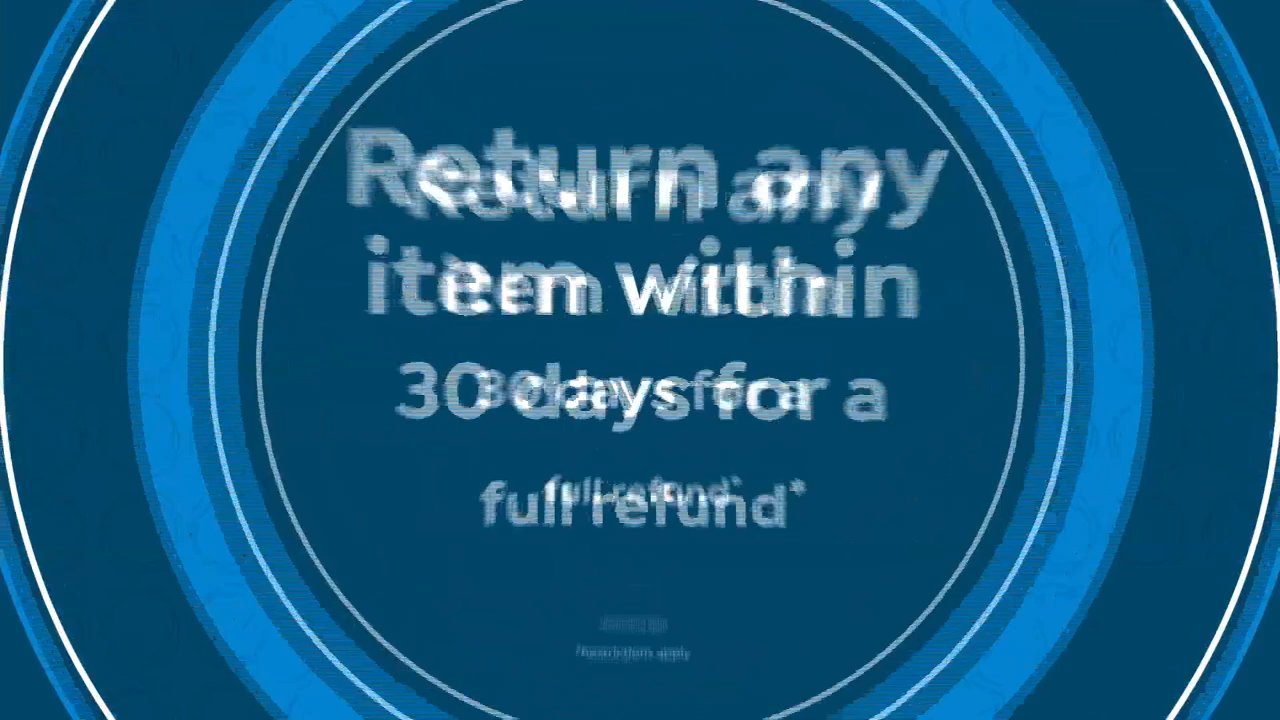 Return any
item within
30 days for a
full refund*